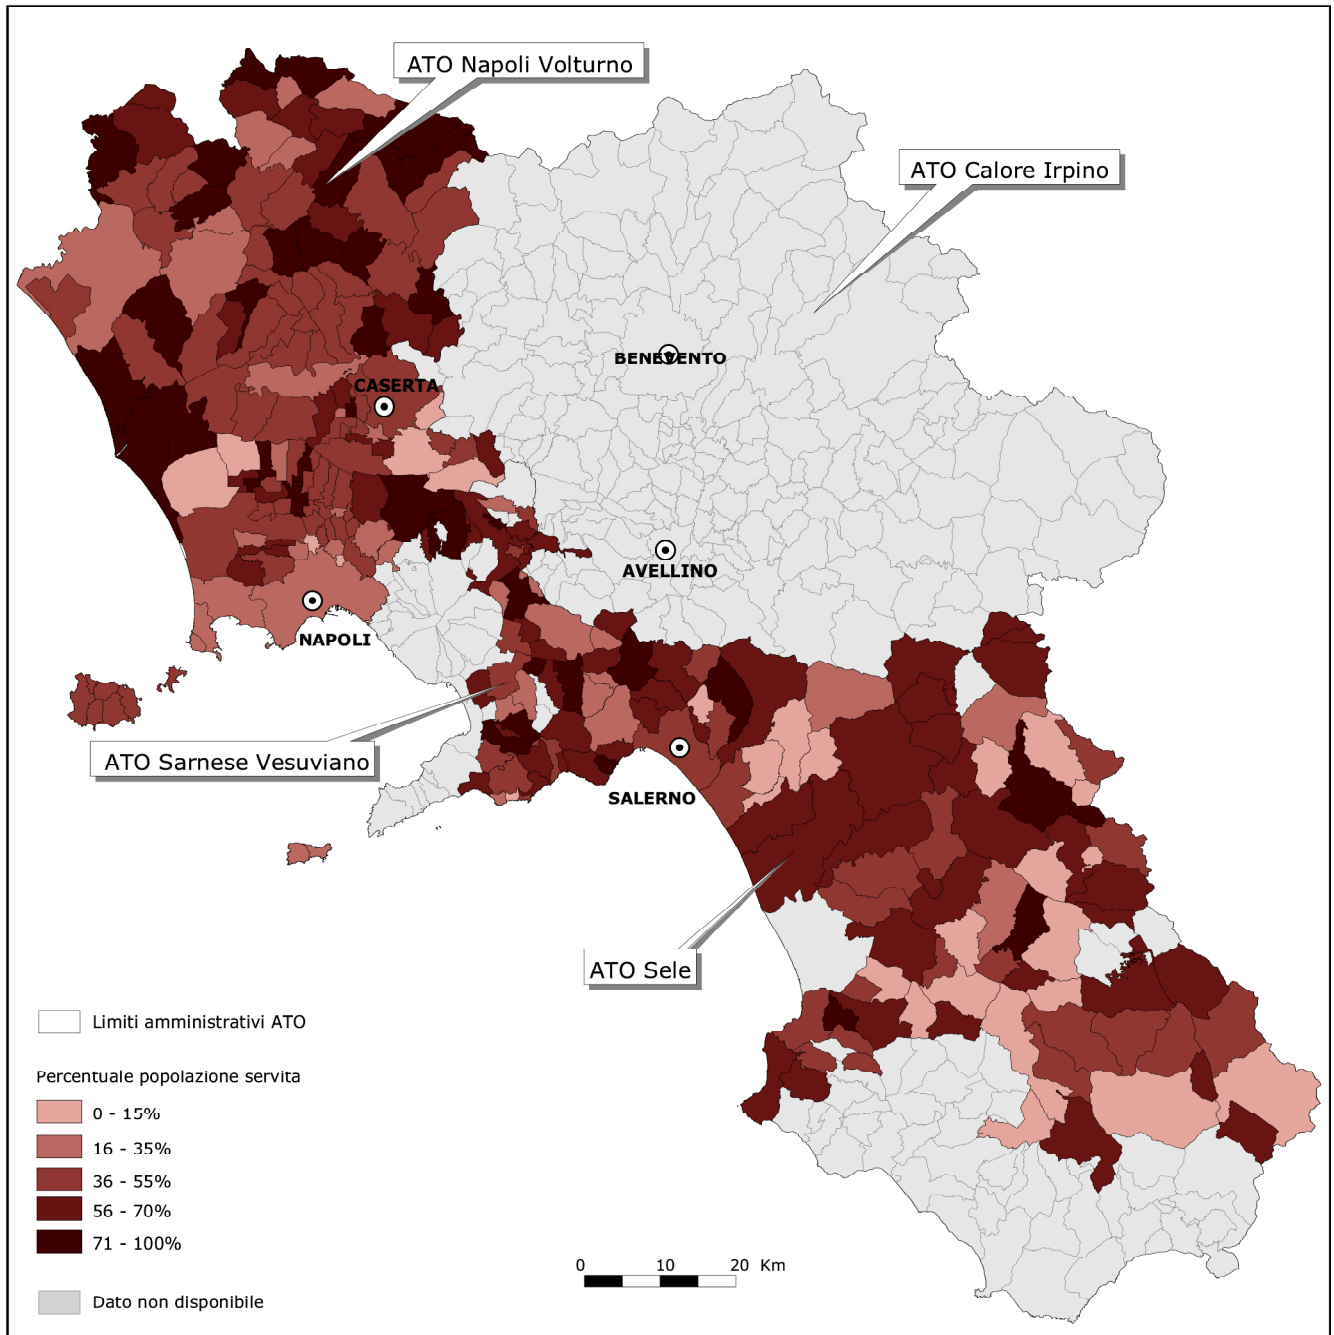 ATO Napoli Volturno
ATO Calore Irpino
BENEVENTO
CASERTA
AVELLINO
NAPOLI
ATO Sarnese Vesuviano
SALERNO
ATO Sele
Limiti amministrativi ATO
Percentuale popolazione servita
0 - 15%
16 - 35%
36 - 55%
56 - 70%
71 - 100%
0 10 20 Km
Dato non disponibile